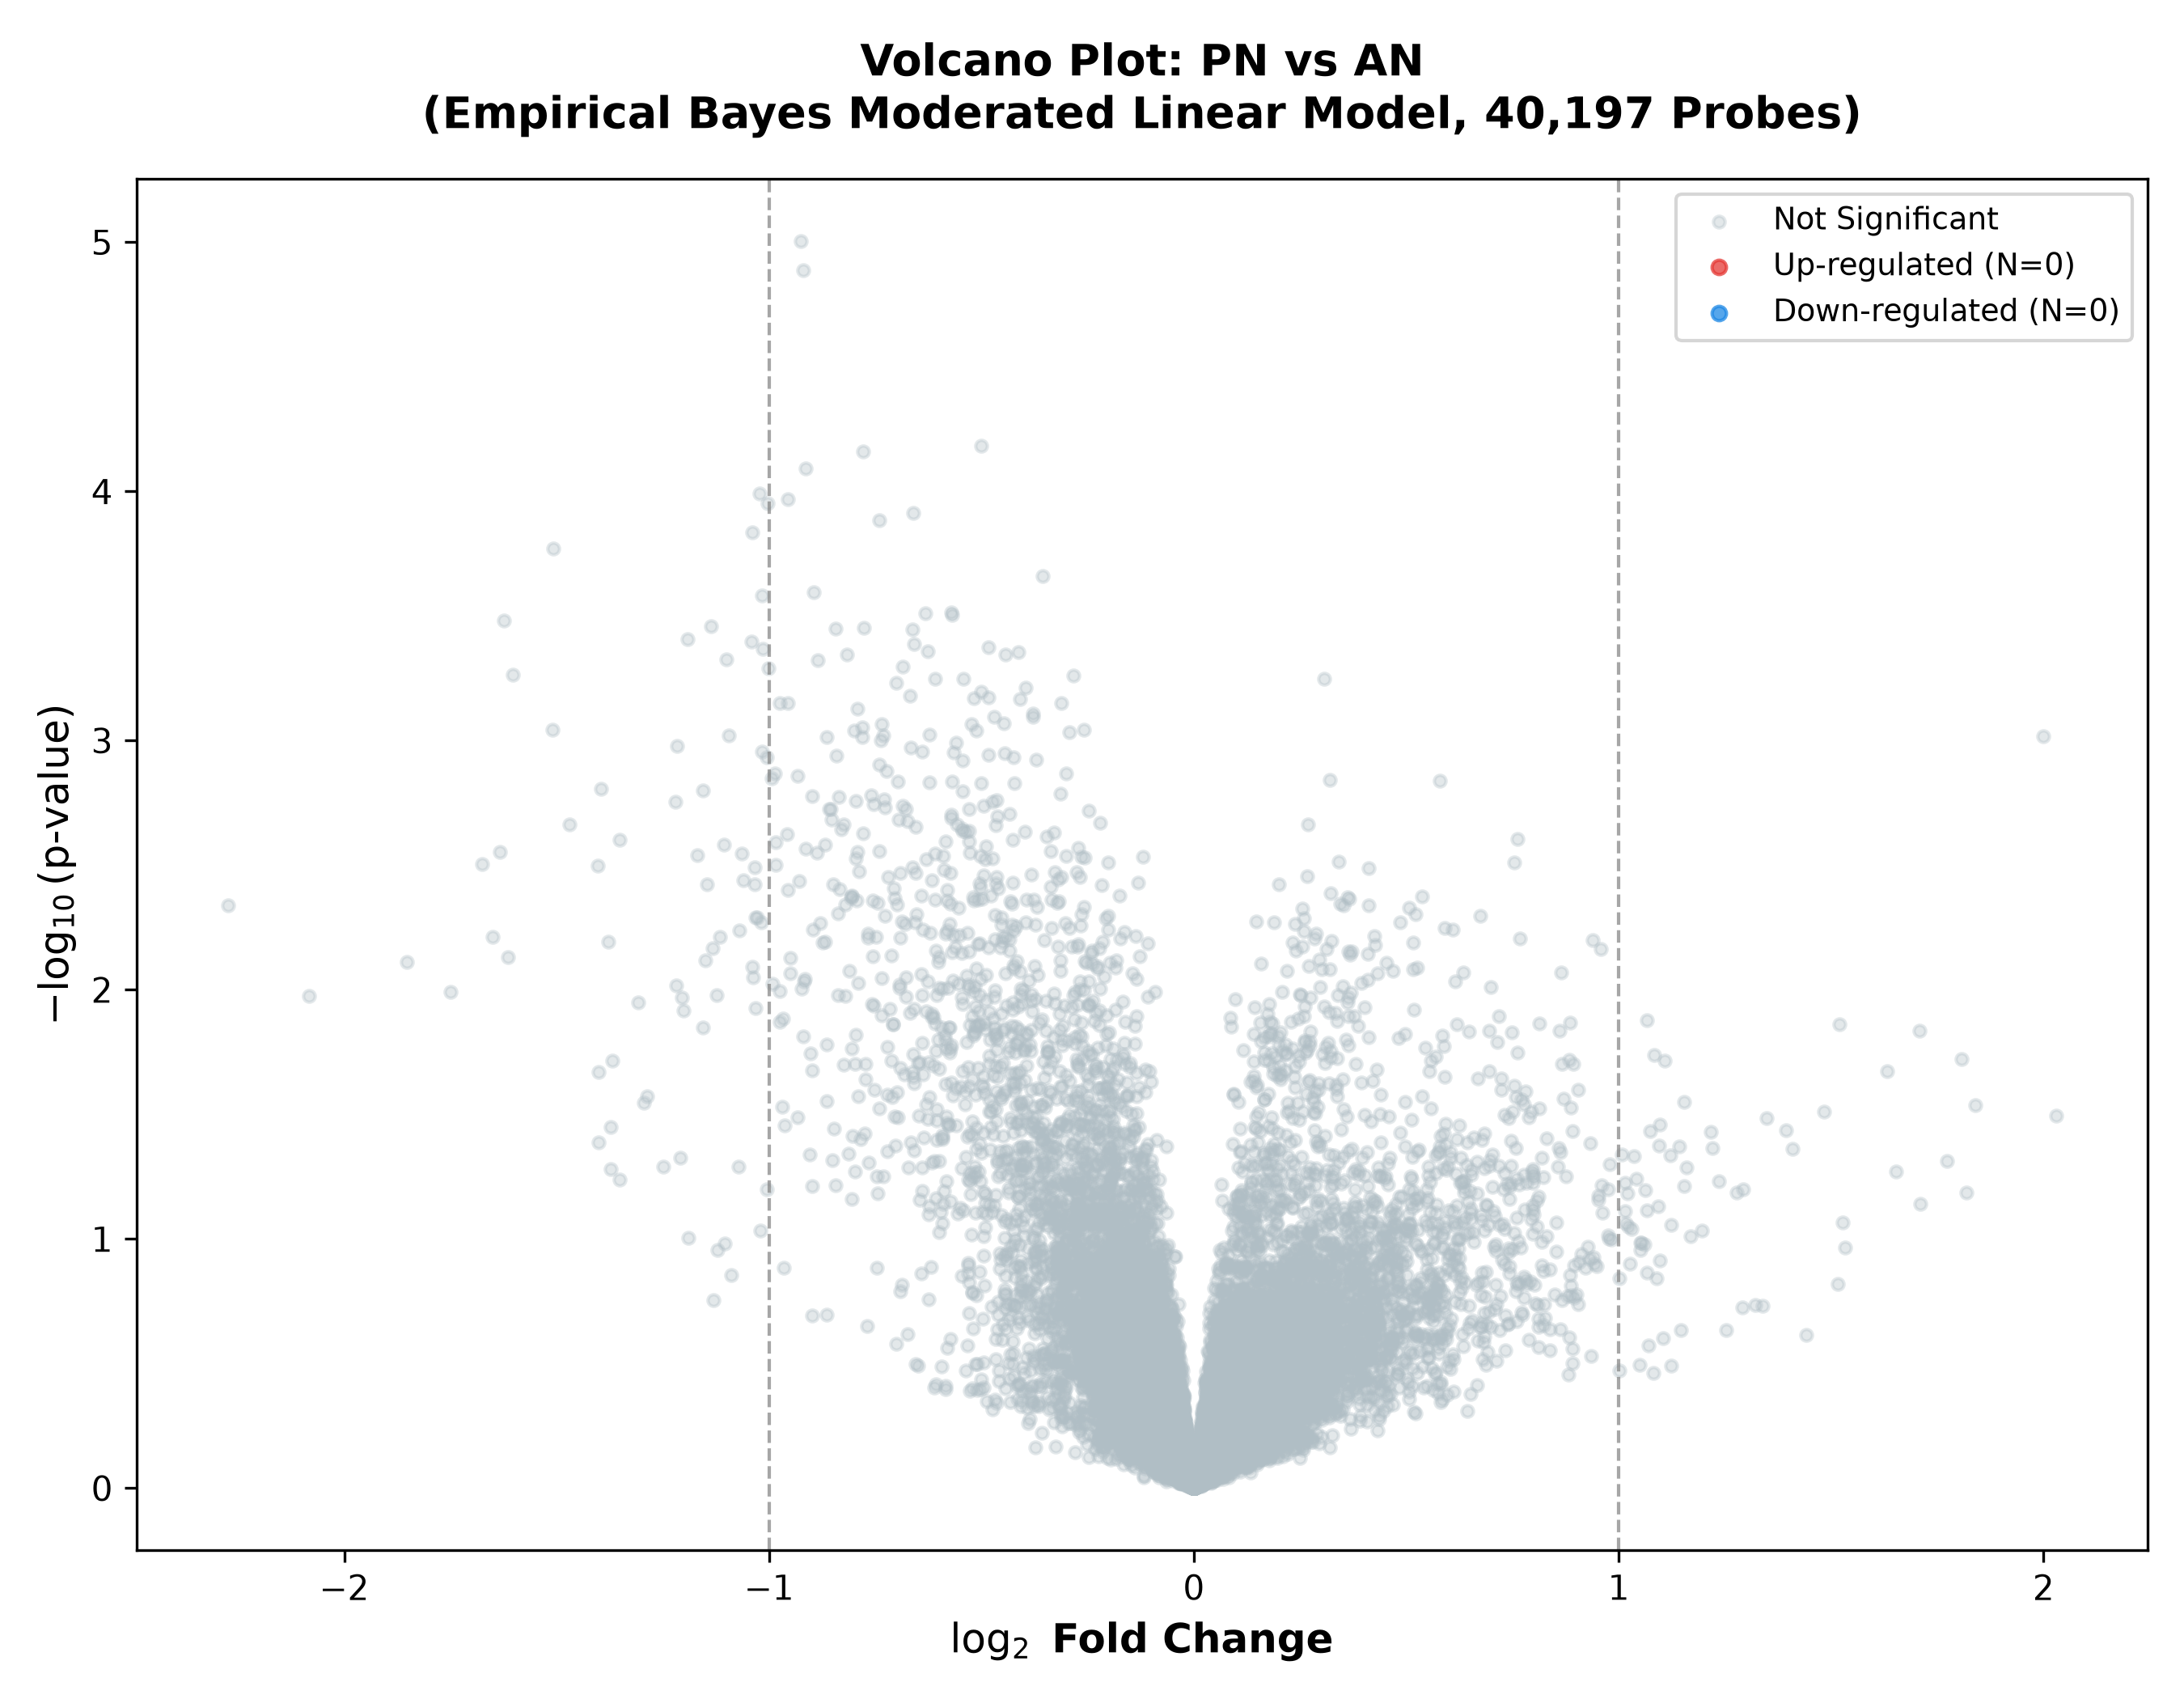 Volcano Plot: PN vs AN
(Empirical Bayes Moderated Linear Model, 40,197 Probes)
Not Significant
Up-regulated (N=0)
Down-regulated (N=0)
5
4
3
2
1
0
−log₁₀ (p-value)
−2
−1
0
1
2
log₂ Fold Change